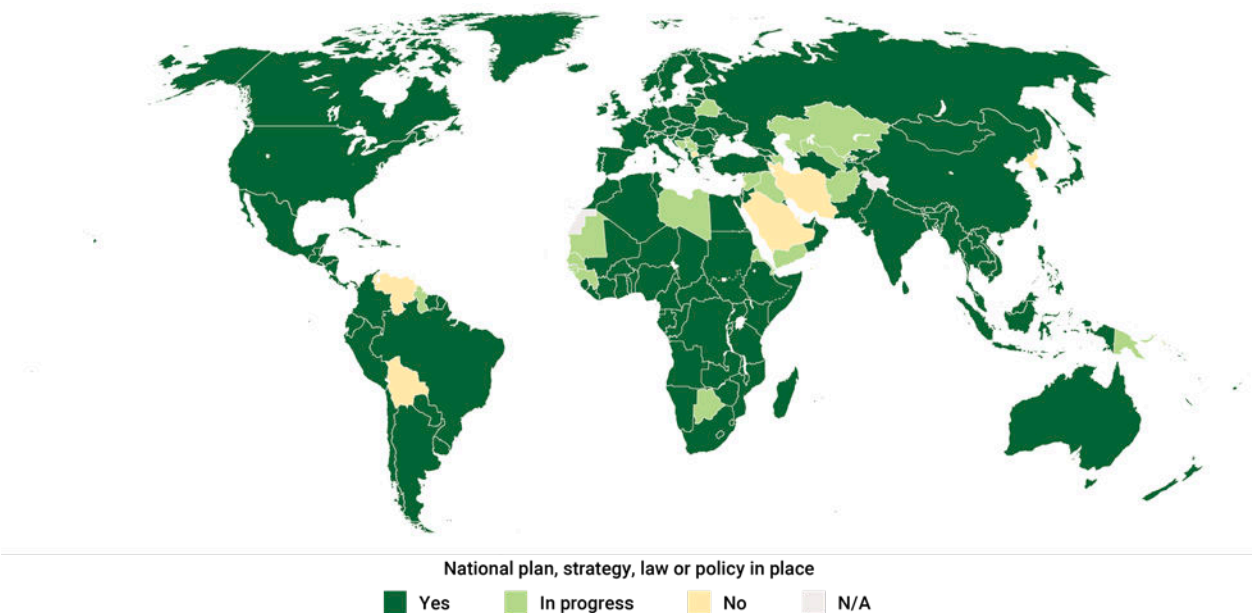 National plan, strategy, law or policy in place
Yes In progress No N/A